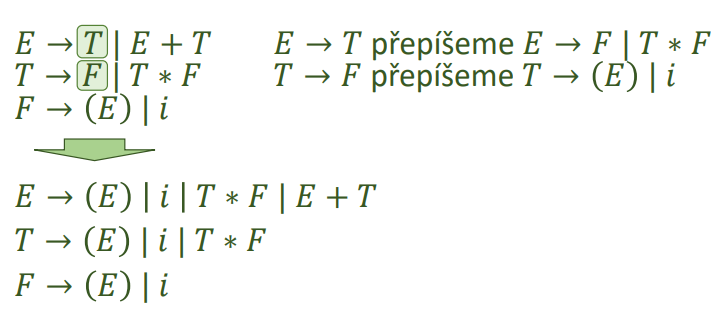 E → T | E + T    E → T přepíšeme E → F | T ∗ F
T → F | T ∗ F    T → F přepíšeme T → (E) | i
F → (E) | i
E → (E) | i | T ∗ F | E + T
T → (E) | i | T ∗ F
F → (E) | i